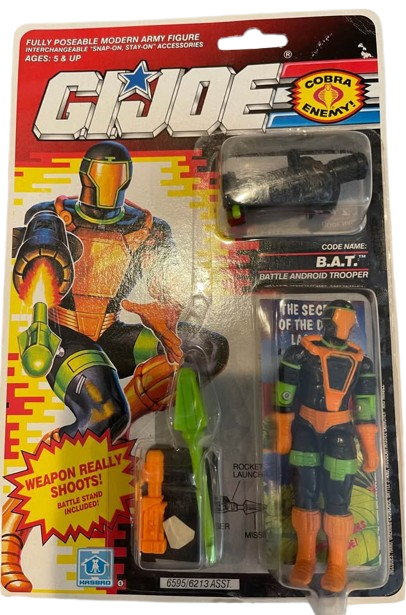 FULLY POSEABLE MODERN ARMY FIGURE
INTERCHANGEABLE "SNAP-ON, STAY-ON" ACCESSORIES
AGES: 5 & UP
G.I.JOE®
COBRA
ENEMY!
CODE NAME:
B.A.T.™
BATTLE ANDROID TROOPER
THE SEC
OF THE
LA
WEAPON REALLY
SHOOTS!
BATTLE STAND
INCLUDED!
ROCKET
LAUNCH
HASBRO
6595/6213 ASST.